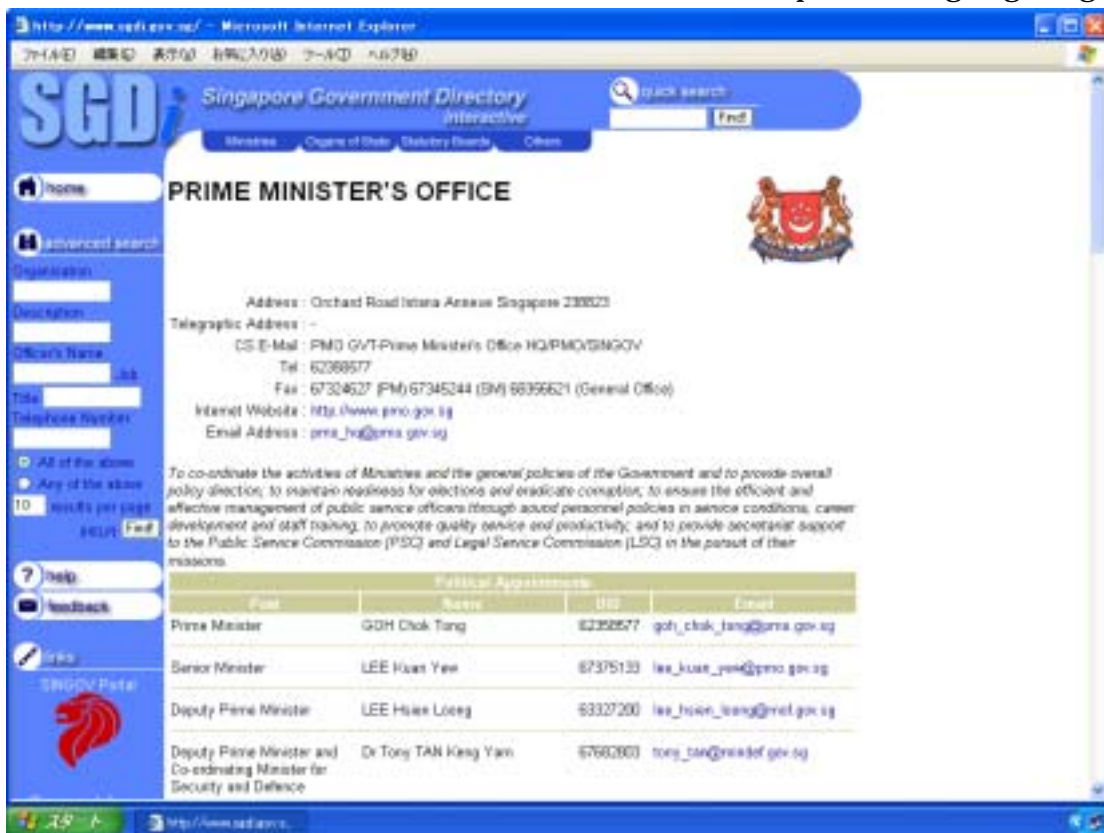 http://www.sgdi.gov.sg/ - Microsoft Internet Explorer
ファイル(F) 編集(E) 表示(V) お気に入り(A) ツール(T) ヘルプ(H)
SGDi
Singapore Government Directory
interactive
quick search
Find!
Ministries Organs of State Statutory Boards Others
home
PRIME MINISTER'S OFFICE
advanced search
Organisation
Description
Officer's Name
Title
Telephone Number
All of the above
Any of the above
10 results per page
Find!
help
feedback
links
SINGOV Portal
Address : Orchard Road Istana Annexe Singapore 238823
Telegraphic Address : -
CS E-Mail : PMO GVT-Prime Minister's Office HQ/PMO/SINGOV
Tel : 62358577
Fax : 67324627 (PM) 67345244 (SM) 68356621 (General Office)
Internet Website : http://www.pmo.gov.sg
Email Address : pmo_hq@pmo.gov.sg
To co-ordinate the activities of Ministries and the general policies of the Government and to provide overall
policy direction; to maintain readiness for elections and eradicate corruption; to ensure the efficient and
effective management of public service officers through sound personnel policies in service conditions, career
development and staff training; to promote quality service and productivity; and to provide secretariat support
to the Public Service Commission (PSC) and Legal Service Commission (LSC) in the pursuit of their
missions.
Political Appointments
Post Name DID Email
Prime Minister GOH Chok Tong 62358577 goh_chok_tong@pmo.gov.sg
Senior Minister LEE Kuan Yew 67375133 lee_kuan_yew@pmo.gov.sg
Deputy Prime Minister LEE Hsien Loong 63327200 lee_hsien_loong@mof.gov.sg
Deputy Prime Minister and Dr Tony TAN Keng Yam 67682803 tony_tan@mindef.gov.sg
Co-ordinating Minister for
Security and Defence
スタート